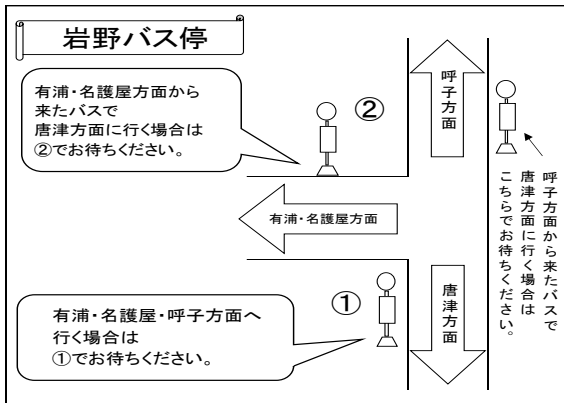 岩野バス停
有浦・名護屋方面から
来たバスで
唐津方面に行く場合は
②でお待ちください。
②
呼子方面
呼子方面から来たバスで
唐津方面に行く場合は
こちらでお待ちください。
有浦・名護屋方面
①
唐津方面
有浦・名護屋・呼子方面へ
行く場合は
①でお待ちください。